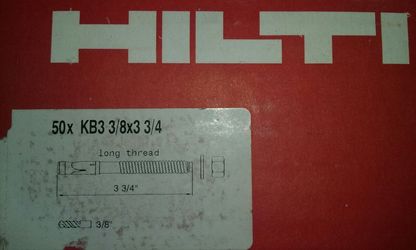 HILTI
50x KB3 3/8x3 3/4
long thread
3 3/4"
3/8"